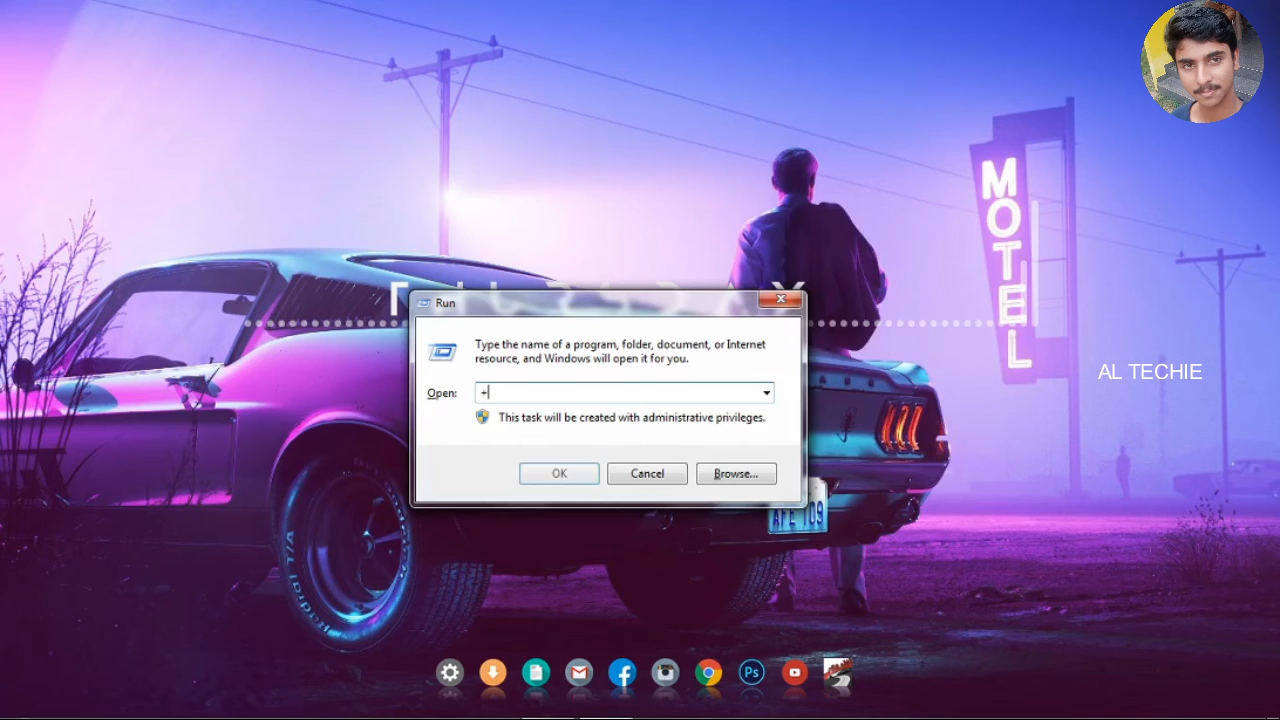 MOTEL
Run
Type the name of a program, folder, document, or Internet
resource, and Windows will open it for you.
Open:
+
This task will be created with administrative privileges.
OK
Cancel
Browse...
AL TECHIE
Ps